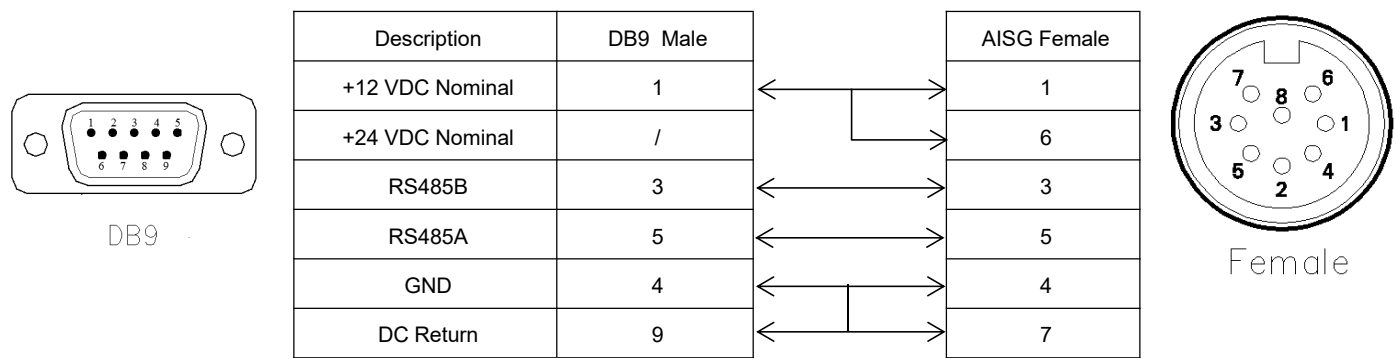 Description DB9 Male AISG Female
+12 VDC Nominal 1 1
+24 VDC Nominal / 6
RS485B 3 3
RS485A 5 5
GND 4 4
DC Return 9 7
1 2 3 4 5
6 7 8 9
DB9
7 8 6
3 1
5 2 4
Female